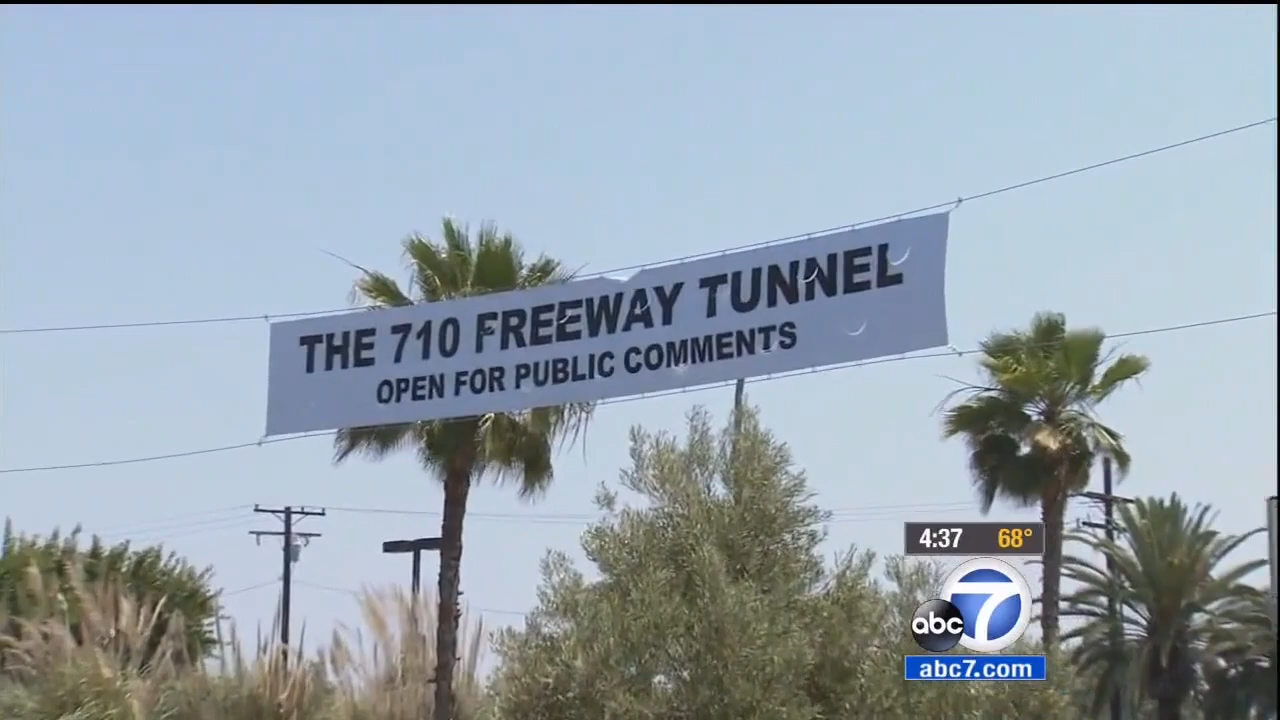 THE 710 FREEWAY TUNNEL
OPEN FOR PUBLIC COMMENTS
4:37 68°
abc 7
abc7.com